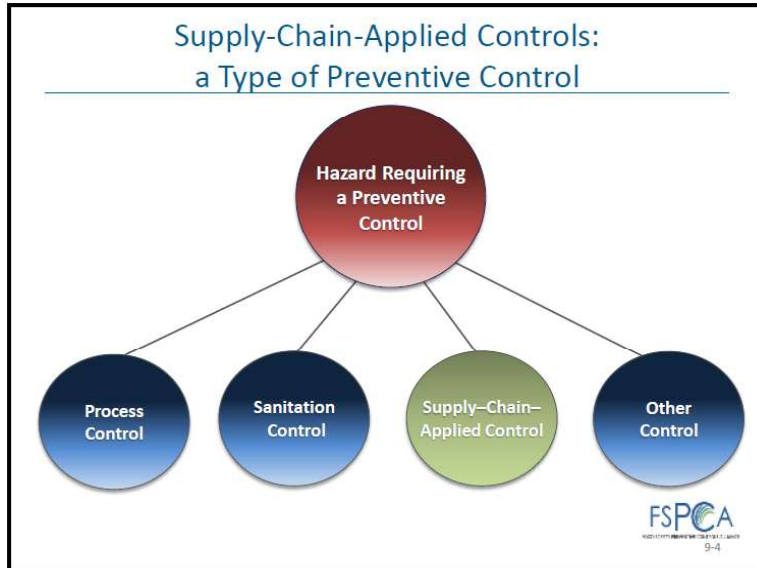 Supply-Chain-Applied Controls:
a Type of Preventive Control
Hazard Requiring
a Preventive
Control
Process
Control
Sanitation
Control
Supply–Chain–
Applied Control
Other
Control
FSPCA
9-4